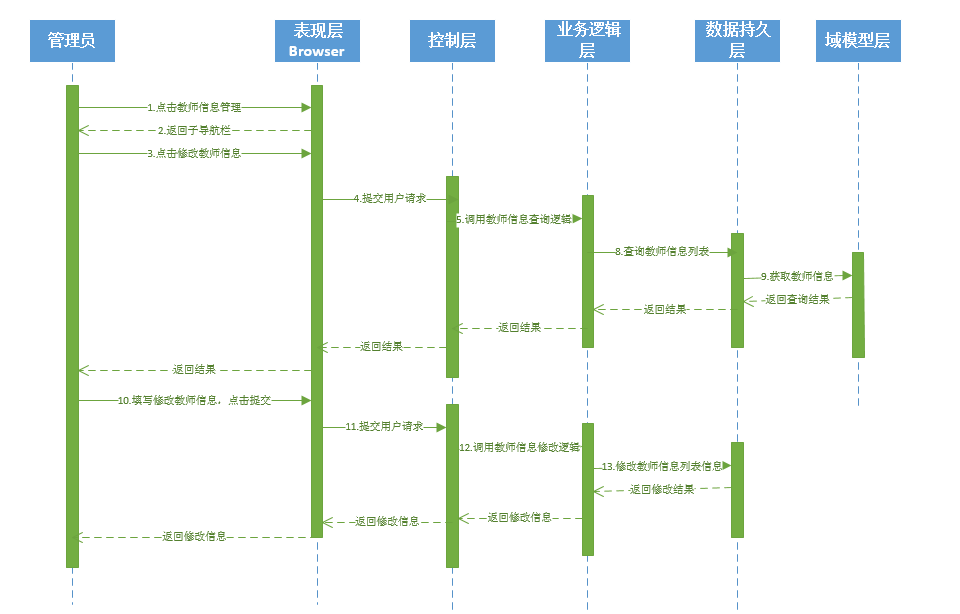 管理员
表现层
Browser
控制层
业务逻辑
层
数据持久
层
域模型层
1.点击教师信息管理
2.返回子导航栏
3.点击修改教师信息
4.提交用户请求
5.调用教师信息查询逻辑
8.查询教师信息列表
9.获取教师信息
返回查询结果
返回结果
返回结果
返回结果
返回结果
10.填写修改教师信息，点击提交
11.提交用户请求
12.调用教师信息修改逻辑
13.修改教师信息列表信息
返回修改结果
返回修改信息
返回修改信息
返回修改信息